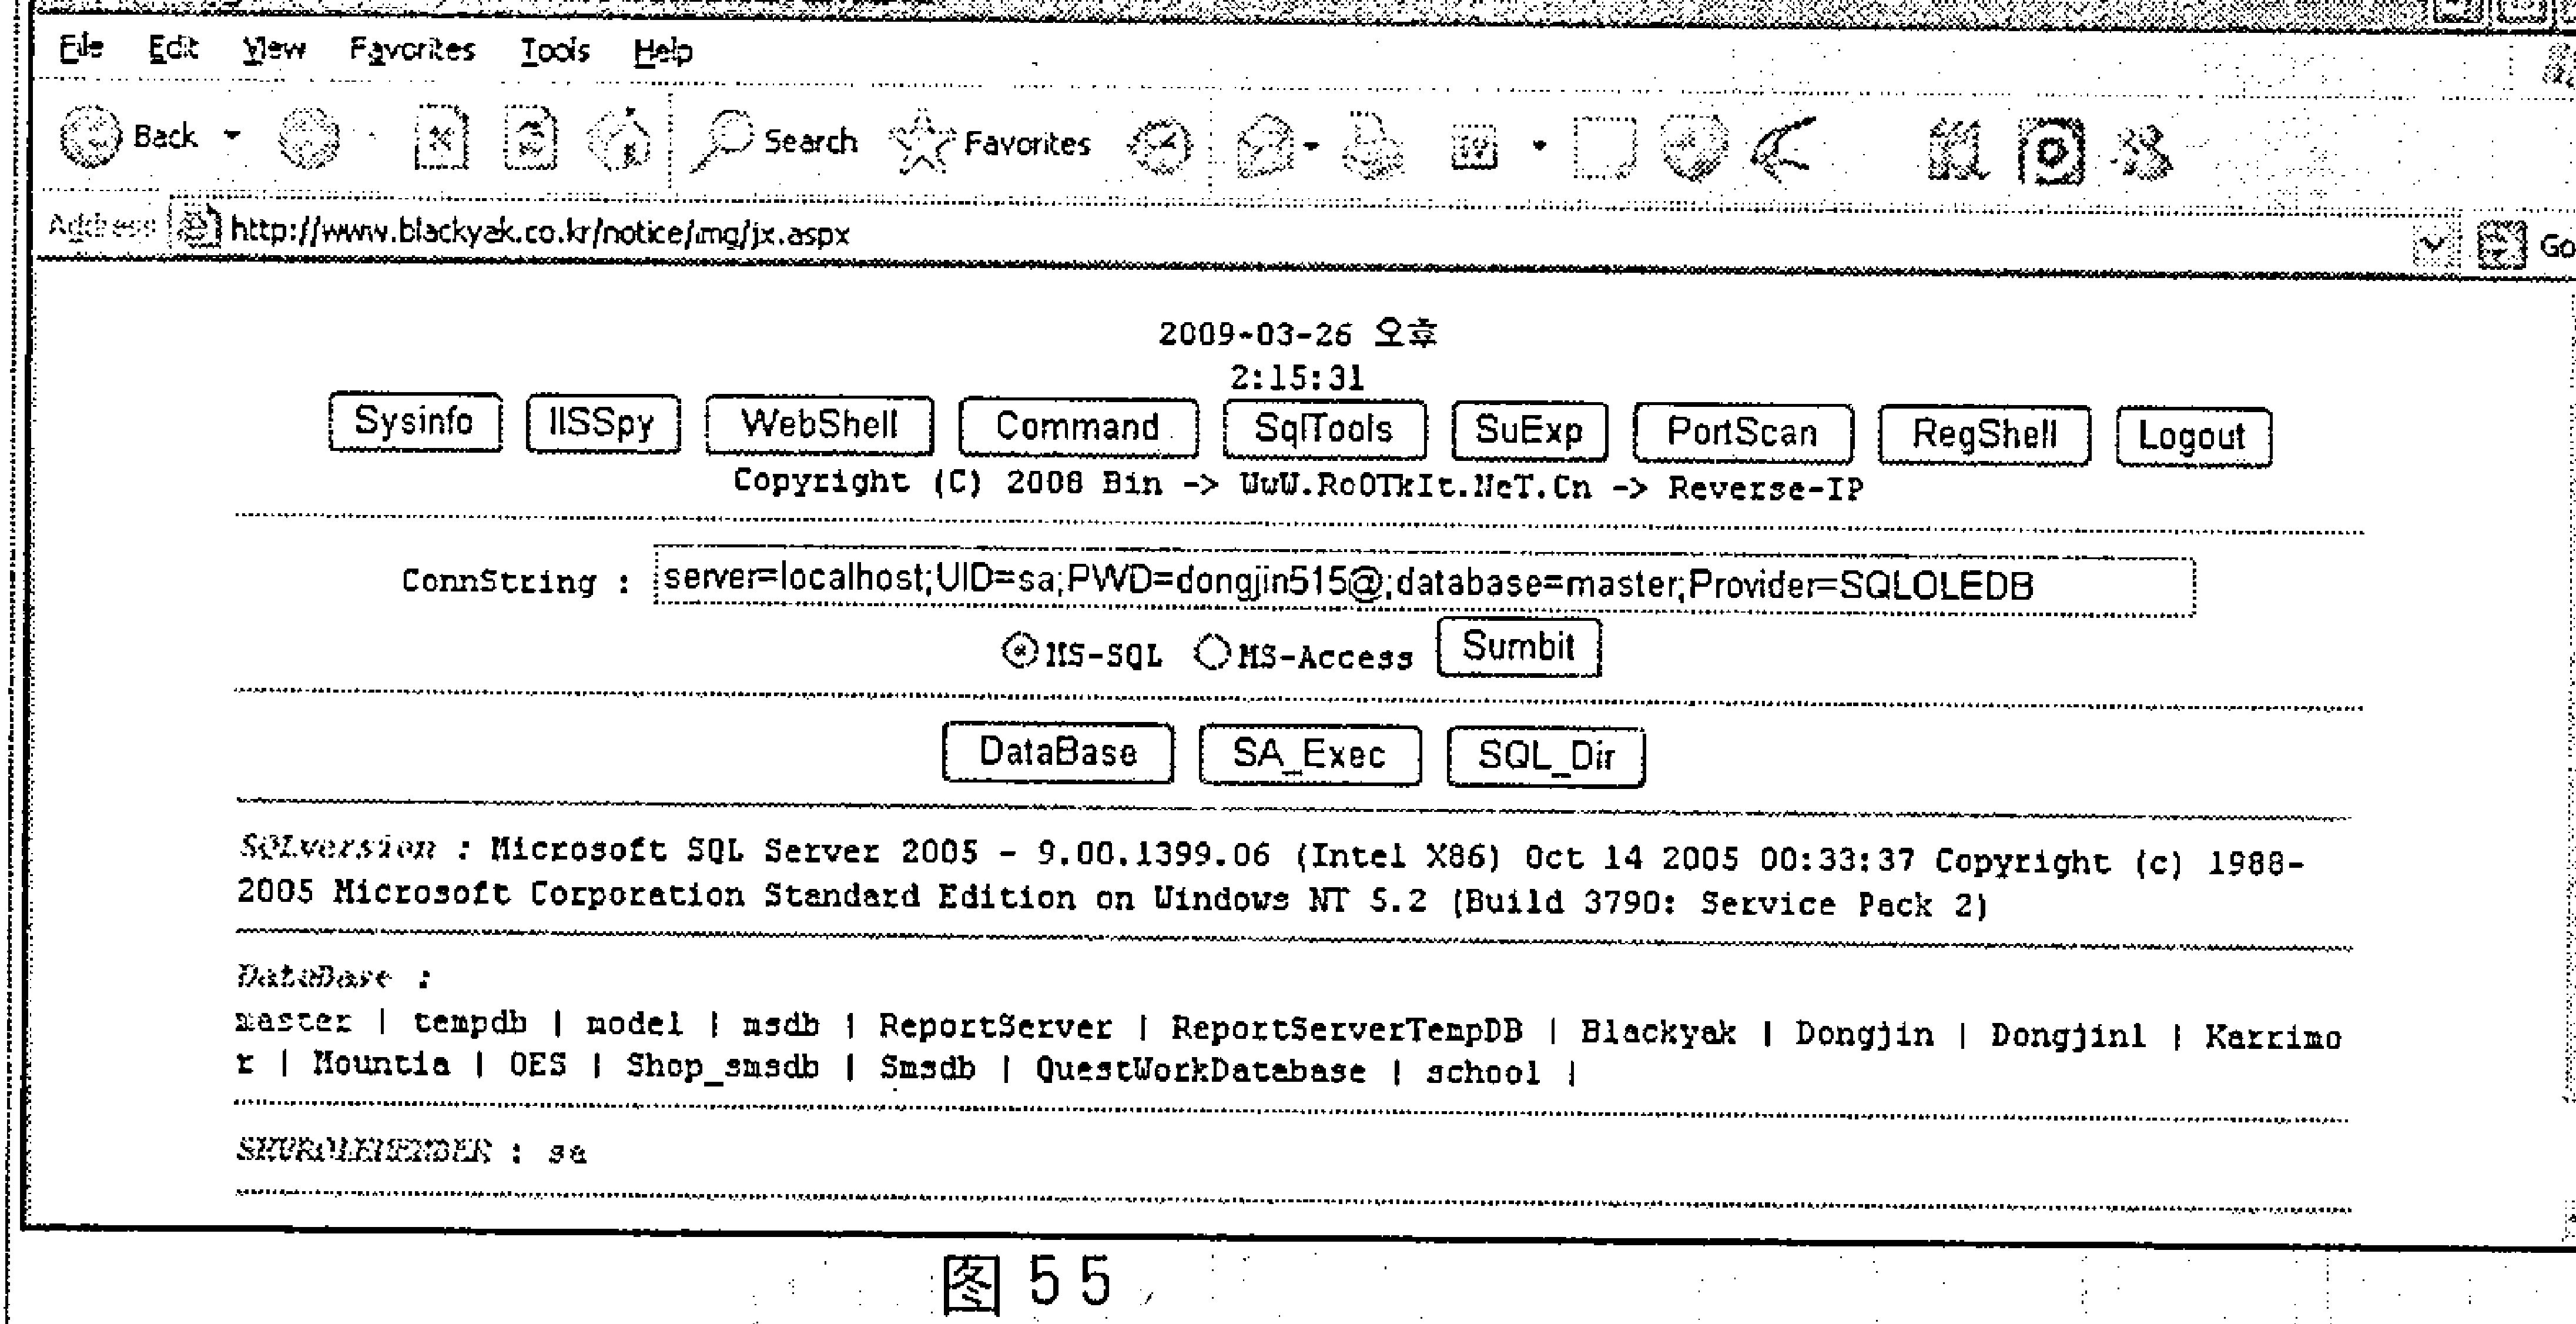 File Edit View Favorites Tools Help
Back Search Favorites
Address http://www.blackyak.co.kr/notice/img/jx.aspx Go
2009-03-26 오후
2:15:31
Sysinfo IISSpy WebShell Command SqlTools SuExp PortScan RegShell Logout
Copyright (C) 2008 Bin -> WwW.RoOTkIt.NeT.Cn -> Reverse-IP
ConnString : server=localhost;UID=sa;PWD=dongjin515@;database=master;Provider=SQLOLEDB
MS-SQL MS-Access Sumbit
DataBase SA_Exec SQL_Dir
SQLversion : Microsoft SQL Server 2005 - 9.00.1399.06 (Intel X86) Oct 14 2005 00:33:37 Copyright (c) 1988-
2005 Microsoft Corporation Standard Edition on Windows NT 5.2 (Build 3790: Service Pack 2)
DataBase :
master | tempdb | model | msdb | ReportServer | ReportServerTempDB | Blackyak | Dongjin | Dongjin1 | Karrimo
r | Mountia | OES | Shop_smsdb | Smsdb | QuestWorkDatabase | school |
SRVROLEMEMBER : sa
图 55